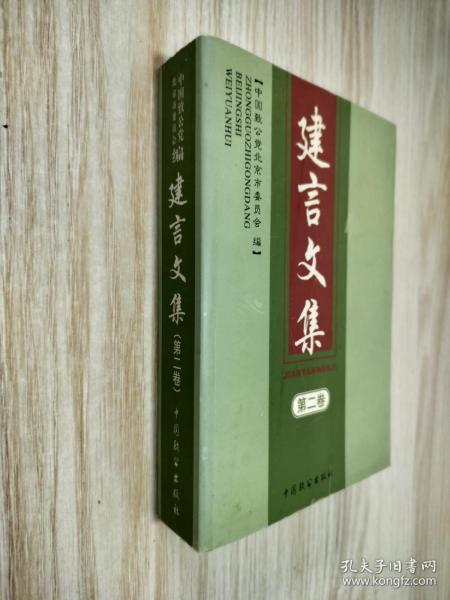 中国致公党
北京市委员会
编
建言文集
(第二卷)
中国致公出版社
【中国致公党北京市委员会 编】
ZHONGGUOZHIGONGDANG
BEIJINGSHI
WEIYUANHUI
建言文集
第二卷
中国致公出版社
孔夫子旧书网
www.kongfz.com